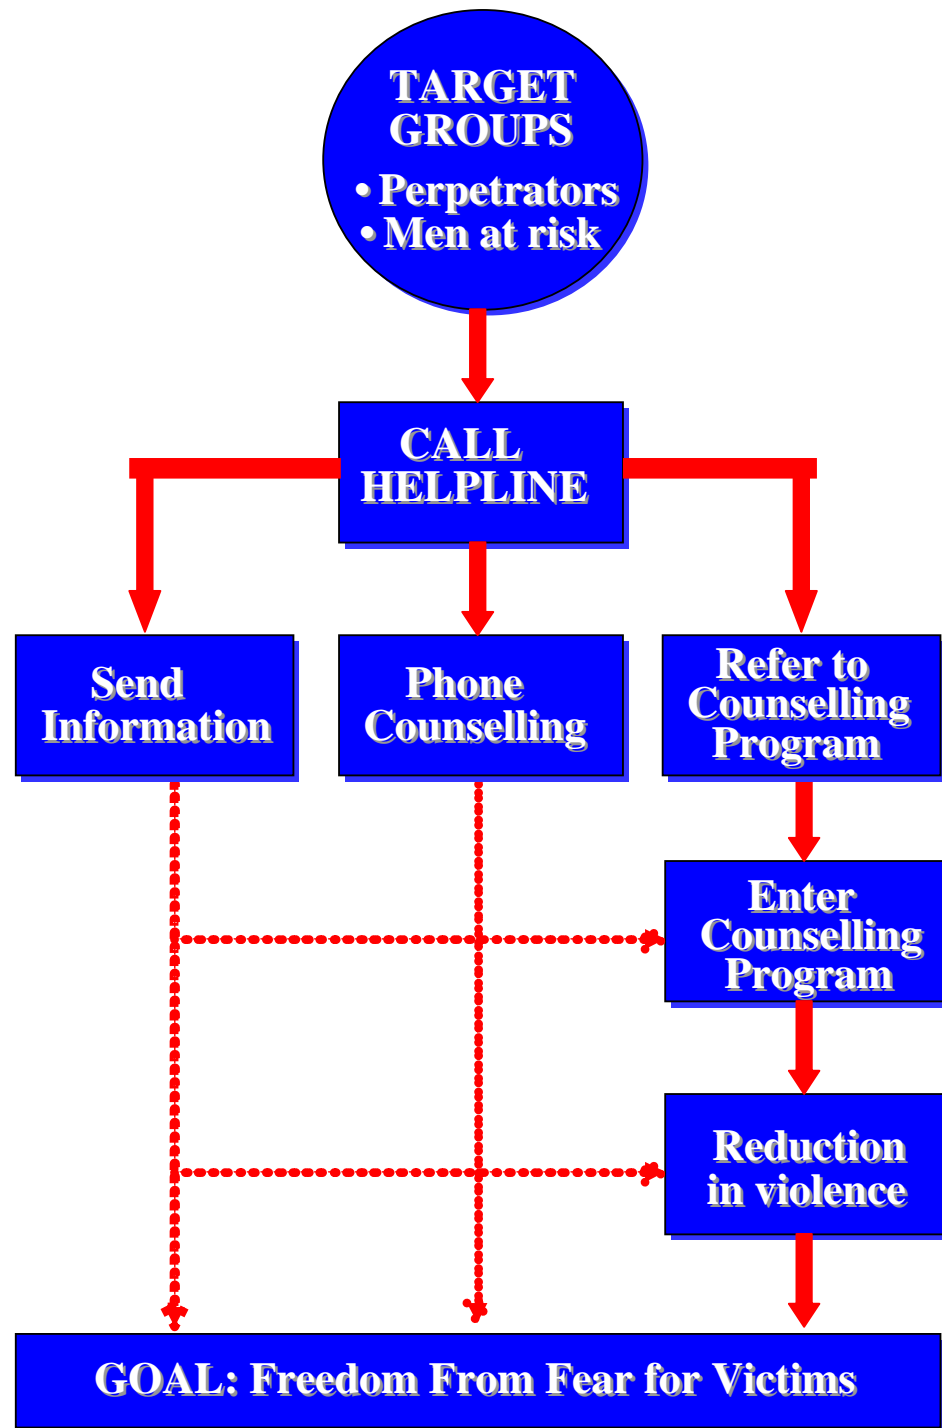 TARGET
GROUPS
• Perpetrators
• Men at risk
CALL
HELPLINE
Send
Information
Phone
Counselling
Refer to
Counselling
Program
Enter
Counselling
Program
Reduction
in violence
GOAL: Freedom From Fear for Victims